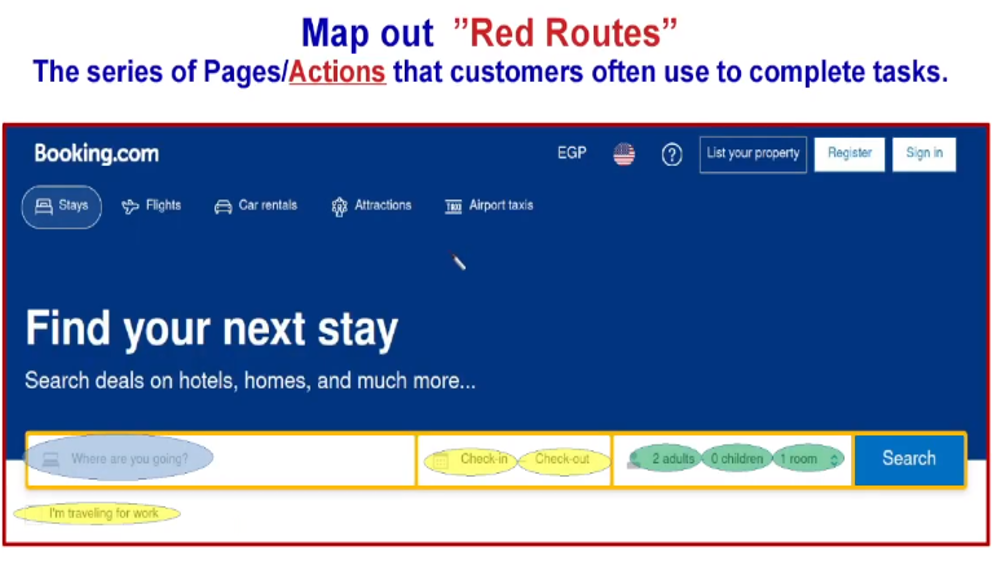 Map out ”Red Routes”
The series of Pages/Actions that customers often use to complete tasks.
Booking.com EGP ? List your property Register Sign in
Stays Flights Car rentals Attractions TAXI Airport taxis
Find your next stay
Search deals on hotels, homes, and much more...
Where are you going? Check-in Check-out 2 adults 0 children 1 room Search
I'm traveling for work